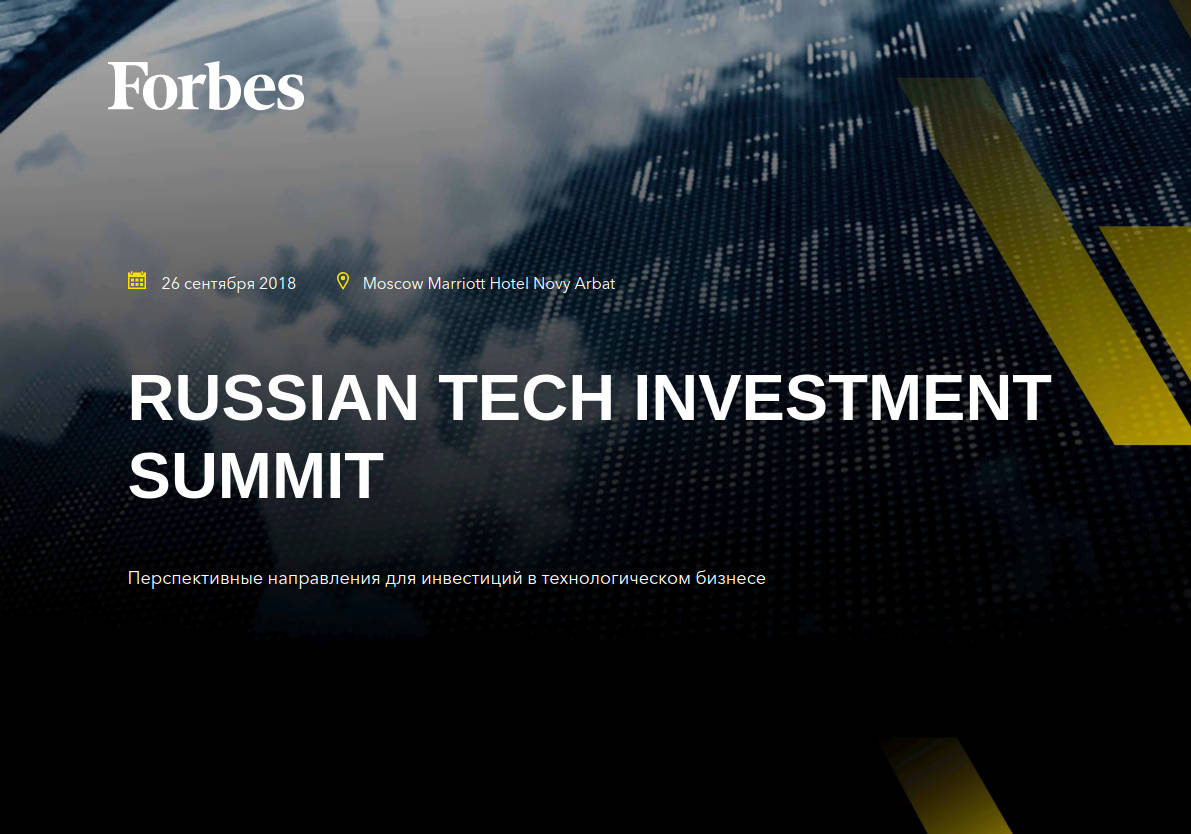 Forbes
26 сентября 2018
Moscow Marriott Hotel Novy Arbat
RUSSIAN TECH INVESTMENT
SUMMIT
Перспективные направления для инвестиций в технологическом бизнесе